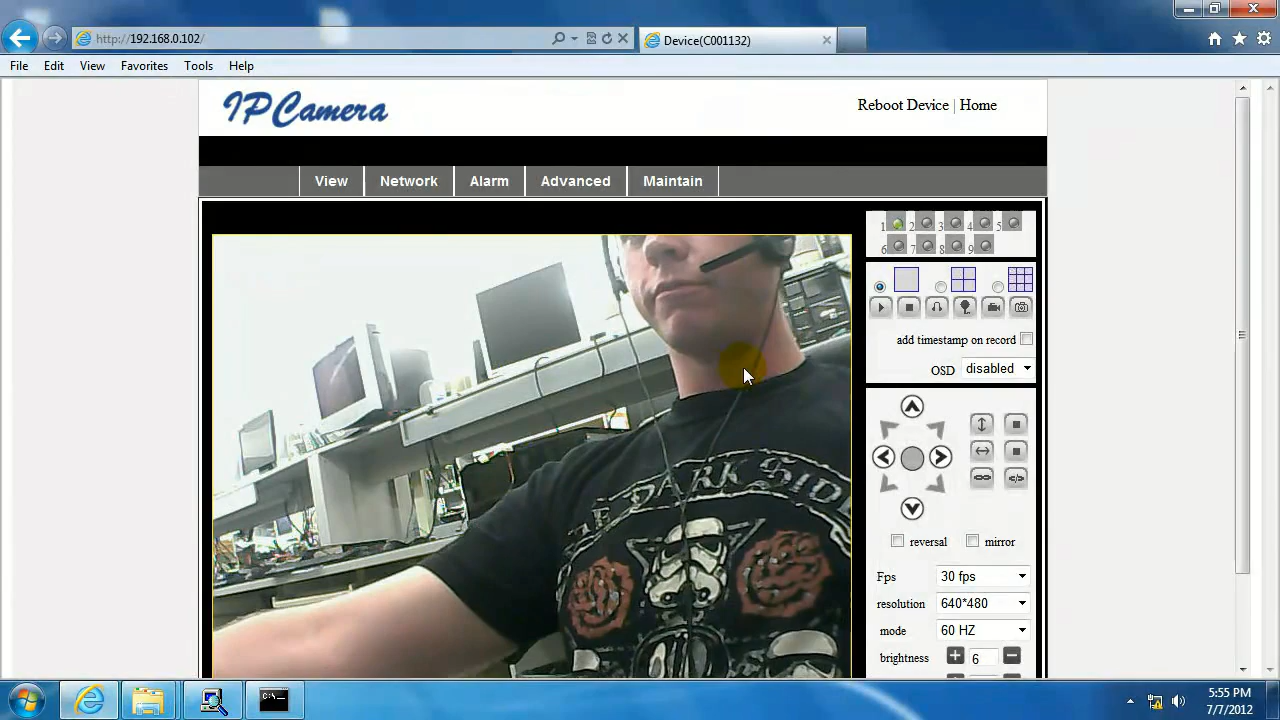 http://192.168.0.102/
Device(C001132)
File Edit View Favorites Tools Help
IPCamera
Reboot Device | Home
View Network Alarm Advanced Maintain
1 2 3 4 5
6 7 8 9
add timestamp on record
OSD disabled
DARK SIDE
reversal mirror
Fps 30 fps
resolution 640*480
mode 60 HZ
brightness 6
C:\
5:55 PM
7/7/2012